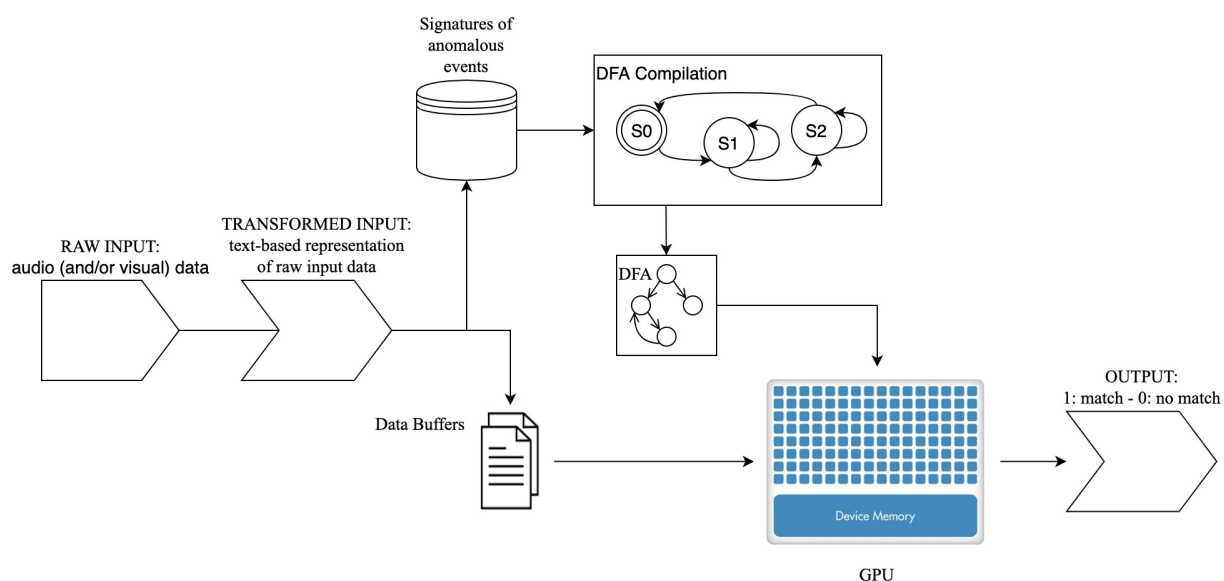 Signatures of
anomalous
events
DFA Compilation
S0
S1
S2
RAW INPUT:
audio (and/or visual) data
TRANSFORMED INPUT:
text-based representation
of raw input data
DFA
Data Buffers
Device Memory
GPU
OUTPUT:
1: match - 0: no match